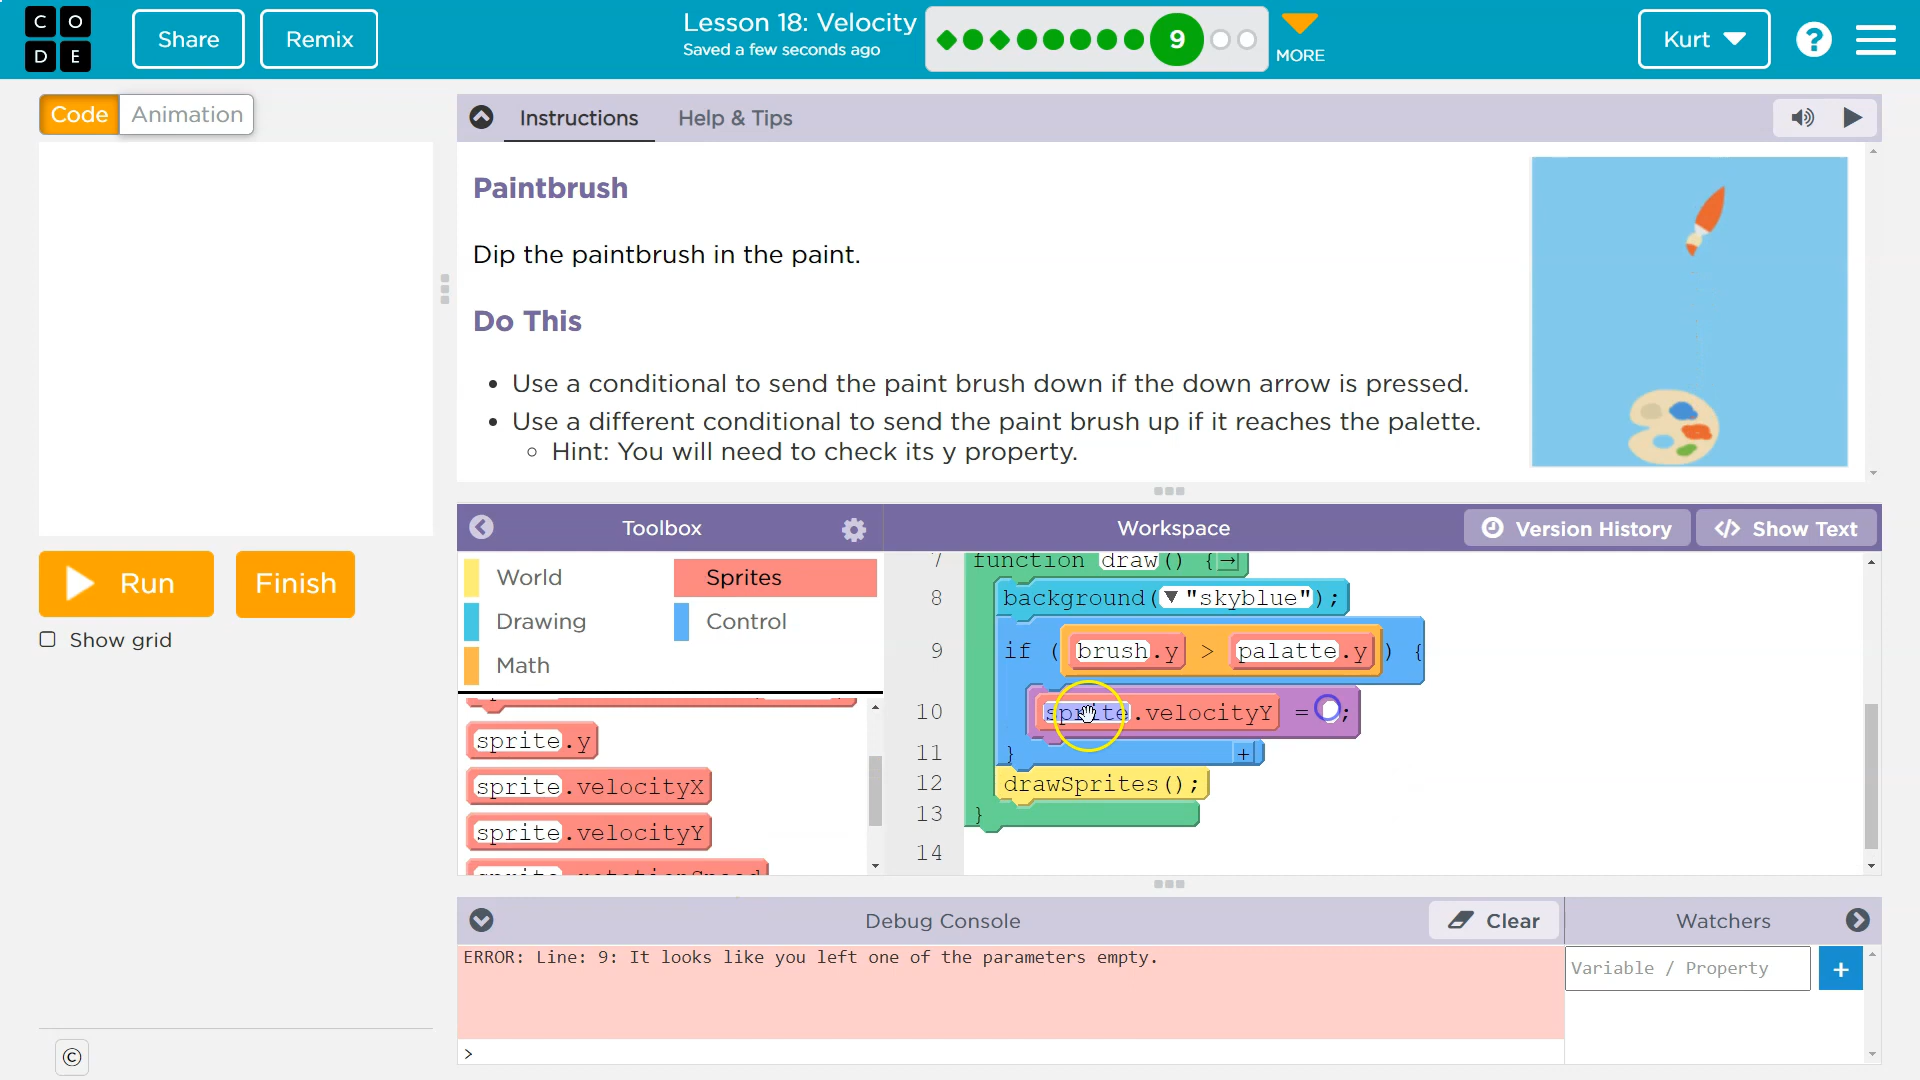 C O D E
Share
Remix
Lesson 18: Velocity
Saved a few seconds ago
9
MORE
Kurt
?
Code
Animation
Instructions
Help & Tips
Paintbrush
Dip the paintbrush in the paint.
Do This
• Use a conditional to send the paint brush down if the down arrow is pressed.
• Use a different conditional to send the paint brush up if it reaches the palette.
○ Hint: You will need to check its y property.
Run
Finish
Show grid
Toolbox
Workspace
Version History
</> Show Text
World
Sprites
Drawing
Control
Math
sprite.y
sprite.velocityX
sprite.velocityY
7 function draw() {→
8 background(▼"skyblue");
9 if (brush.y > palatte.y) {
10 sprite.velocityY = ;
11 } +
12 drawSprites();
13 }
14
Debug Console
Clear
Watchers
ERROR: Line: 9: It looks like you left one of the parameters empty.
Variable / Property
+
>
©